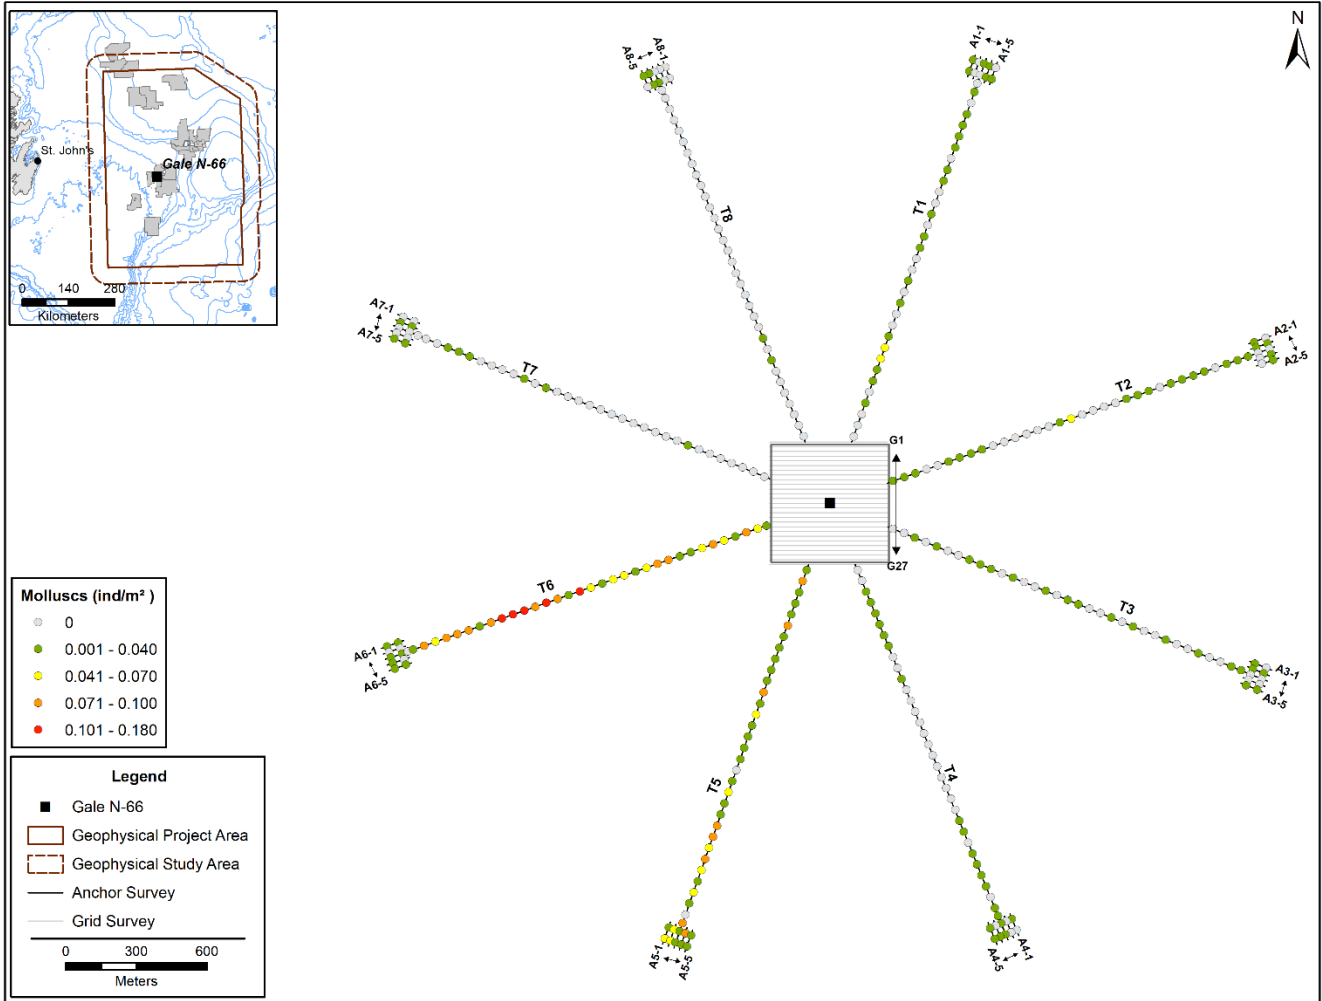 St. John's
Gale N-66
0 140 280
Kilometers
N
A8-5
A8-1
A1-1
A1-5
T8
T1
A7-1
A7-5
T7
A2-1
A2-5
T2
G1
G27
T6
A6-1
A6-5
T3
A3-1
A3-5
T5
T4
A5-1
A5-5
A4-5
A4-1
Molluscs (ind/m² )
0
0.001 - 0.040
0.041 - 0.070
0.071 - 0.100
0.101 - 0.180
Legend
Gale N-66
Geophysical Project Area
Geophysical Study Area
Anchor Survey
Grid Survey
0 300 600
Meters